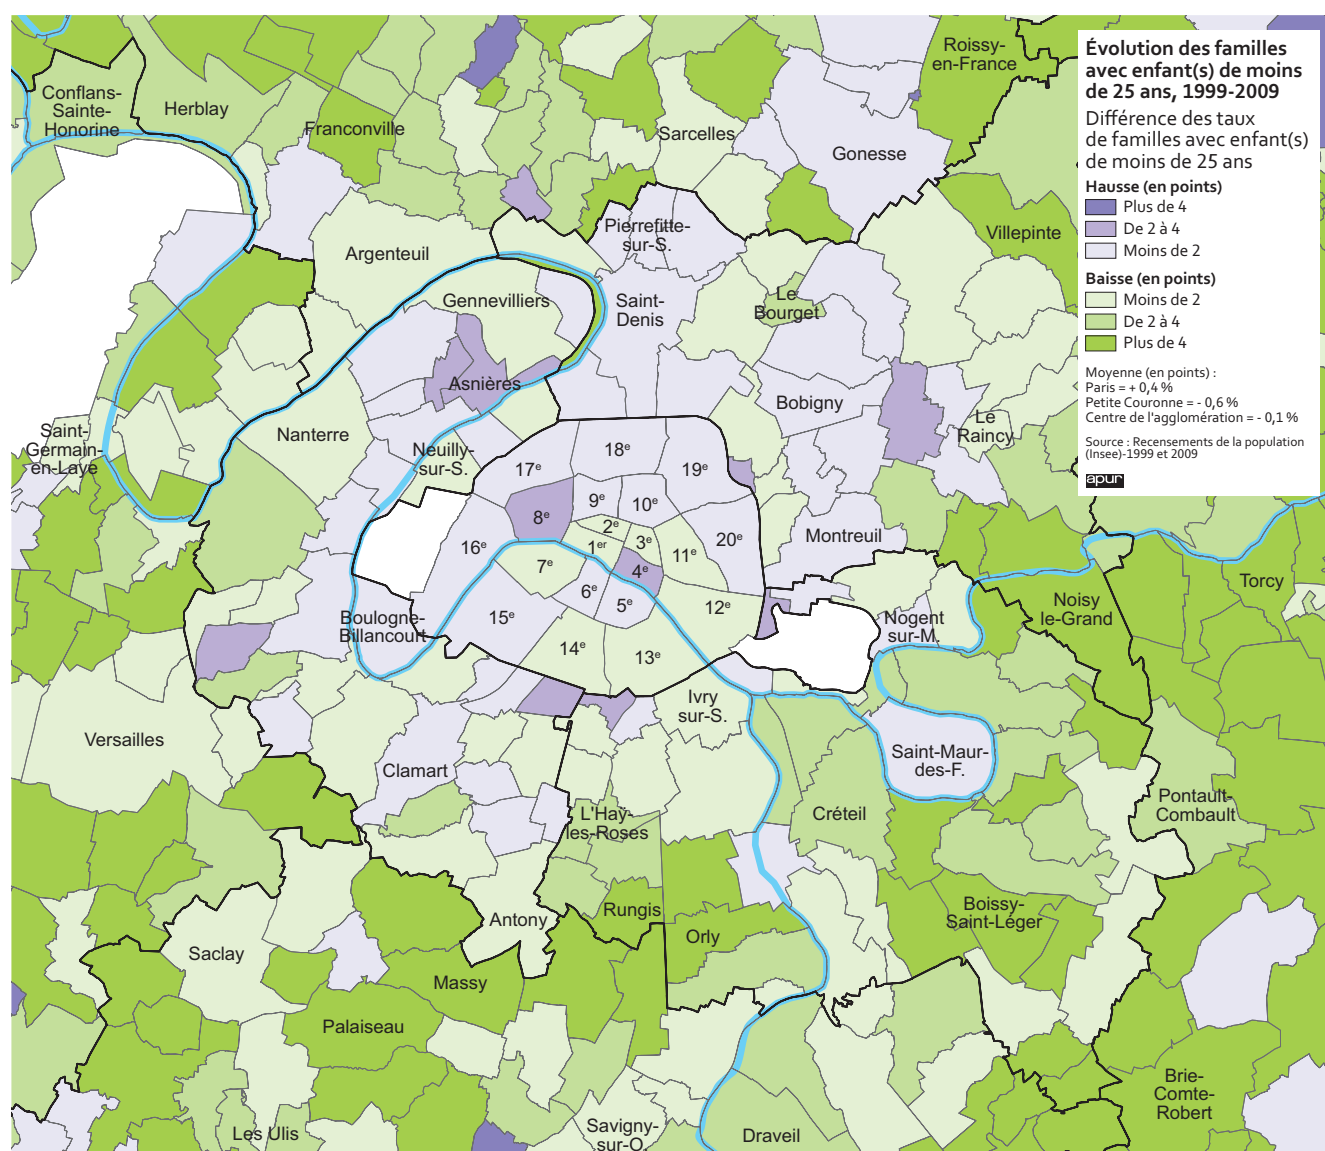 Évolution des familles
avec enfant(s) de moins
de 25 ans, 1999-2009
Différence des taux
de familles avec enfant(s)
de moins de 25 ans
Hausse (en points)
Plus de 4
De 2 à 4
Moins de 2
Baisse (en points)
Moins de 2
De 2 à 4
Plus de 4
Moyenne (en points) :
Paris = + 0,4 %
Petite Couronne = - 0,6 %
Centre de l'agglomération = - 0,1 %
Source : Recensements de la population
(Insee)-1999 et 2009
apur
Roissy-
en-France
Conflans-
Sainte-
Honorine
Herblay
Franconville
Sarcelles
Gonesse
Villepinte
Pierrefitte-
sur-S.
Argenteuil
Gennevilliers
Saint-
Denis
Le
Bourget
Asnières
Bobigny
Le
Raincy
Saint-
Germain-
en-Laye
Nanterre
Neuilly-
sur-S.
17e
18e
19e
8e
9e
10e
2e
1er
3e
11e
20e
16e
7e
4e
6e
5e
12e
15e
14e
13e
Montreuil
Torcy
Noisy
le-Grand
Nogent
sur-M.
Boulogne-
Billancourt
Ivry
sur-S.
Versailles
Clamart
Saint-Maur-
des-F.
L'Haÿ-
les-Roses
Créteil
Pontault-
Combault
Antony
Rungis
Boissy-
Saint-Léger
Orly
Saclay
Massy
Palaiseau
Brie-
Comte-
Robert
Les Ulis
Savigny-
sur-O.
Draveil